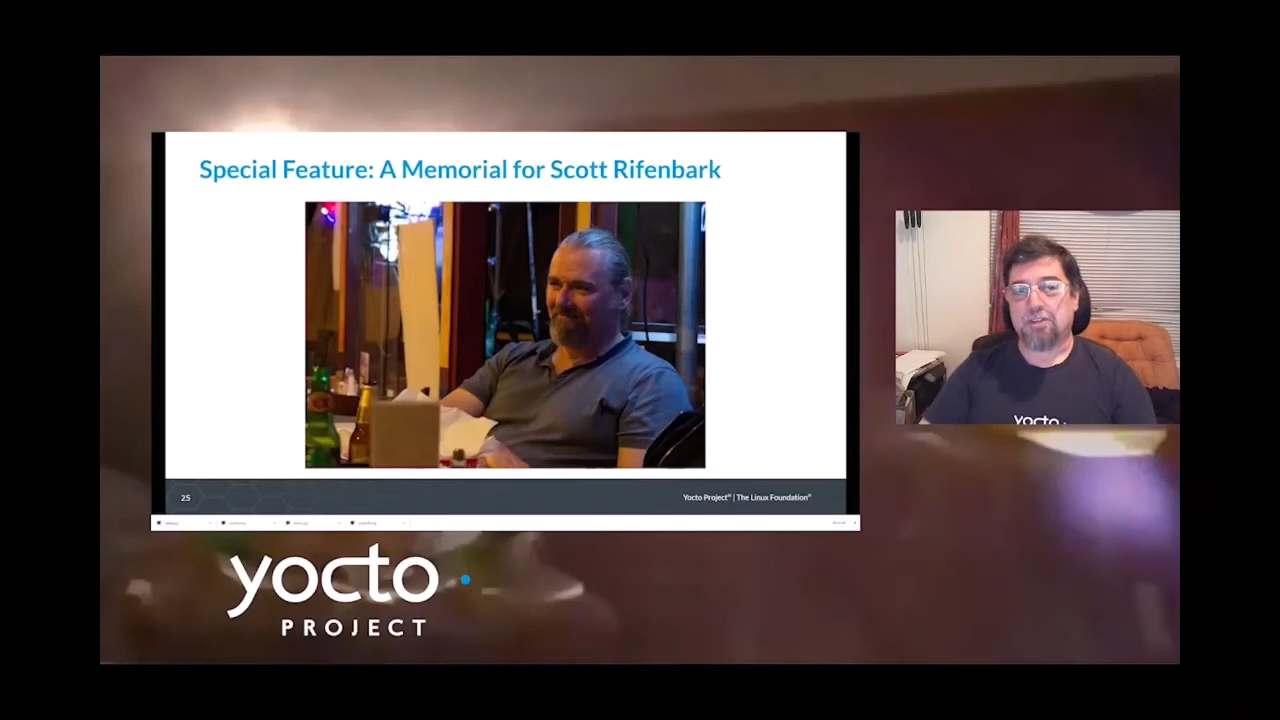 Special Feature: A Memorial for Scott Rifenbark
25
Yocto Project® | The Linux Foundation®
yocto
yocto
PROJECT